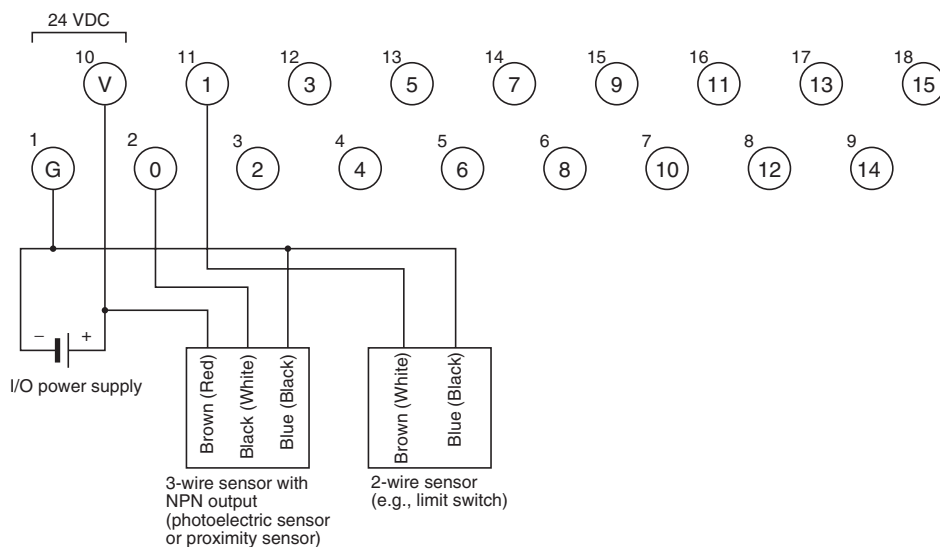 24 VDC
10 11 12 13 14 15 16 17 18
V 1 3 5 7 9 11 13 15
1 2 3 4 5 6 7 8 9
G 0 2 4 6 8 10 12 14
− +
I/O power supply
Brown (Red)
Black (White)
Blue (Black)
Brown (White)
Blue (Black)
3-wire sensor with
NPN output
(photoelectric sensor
or proximity sensor)
2-wire sensor
(e.g., limit switch)